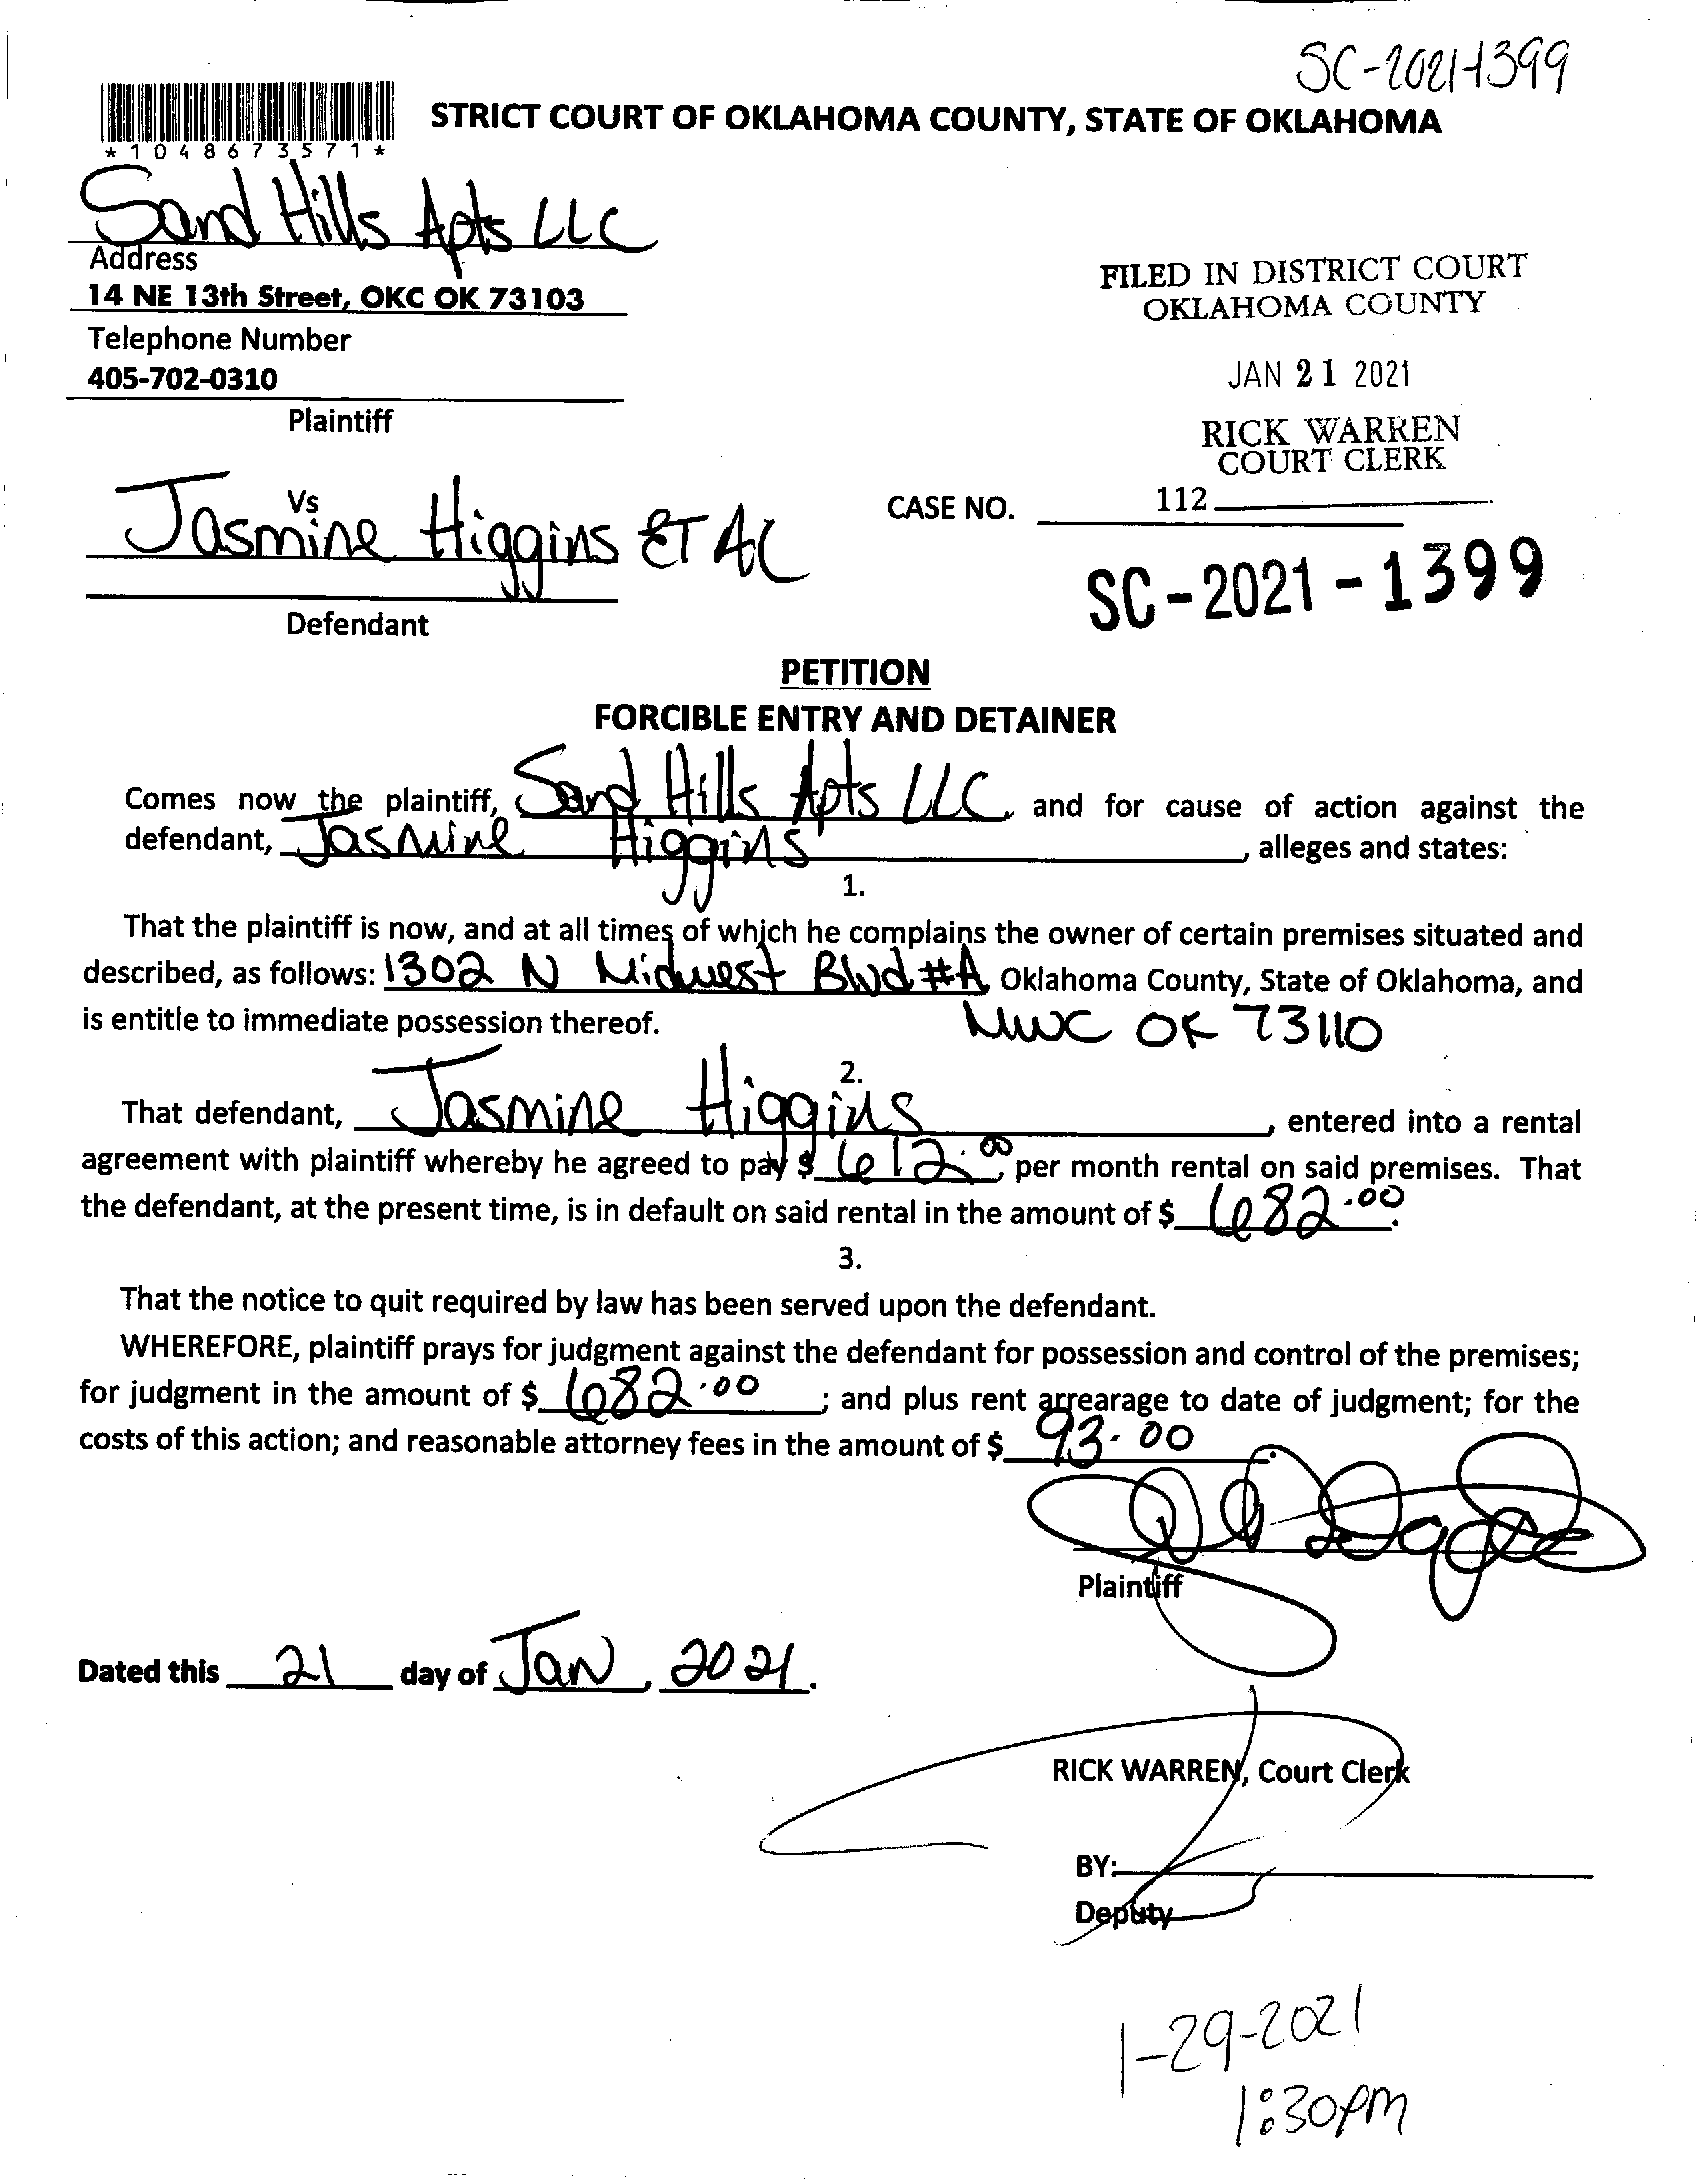 SC-2021-1399
*1048673571*
STRICT COURT OF OKLAHOMA COUNTY, STATE OF OKLAHOMA
Sand Hills Apts LLC
Address
14 NE 13th Street, OKC OK 73103
Telephone Number
405-702-0310
Plaintiff
FILED IN DISTRICT COURT
OKLAHOMA COUNTY
JAN 21 2021
RICK WARREN
COURT CLERK
112
Vs
Jasmine Higgins ET AL
Defendant
CASE NO.
SC-2021-1399
PETITION
FORCIBLE ENTRY AND DETAINER
Comes now the plaintiff, Sand Hills Apts LLC, and for cause of action against the
defendant, Jasmine Higgins, alleges and states:
1.
That the plaintiff is now, and at all times of which he complains the owner of certain premises situated and
described, as follows: 1302 N Midwest Blvd #A Oklahoma County, State of Oklahoma, and
is entitle to immediate possession thereof. MWC OK 73110
2.
That defendant, Jasmine Higgins, entered into a rental
agreement with plaintiff whereby he agreed to pay $ 612.00, per month rental on said premises. That
the defendant, at the present time, is in default on said rental in the amount of $ 682.00.
3.
That the notice to quit required by law has been served upon the defendant.
WHEREFORE, plaintiff prays for judgment against the defendant for possession and control of the premises;
for judgment in the amount of $ 682.00 ; and plus rent arrearage to date of judgment; for the
costs of this action; and reasonable attorney fees in the amount of $ 93.00.
Plaintiff
Dated this 21 day of Jan, 2021.
RICK WARREN, Court Clerk
BY:
Deputy
1-29-2021
1:30pm